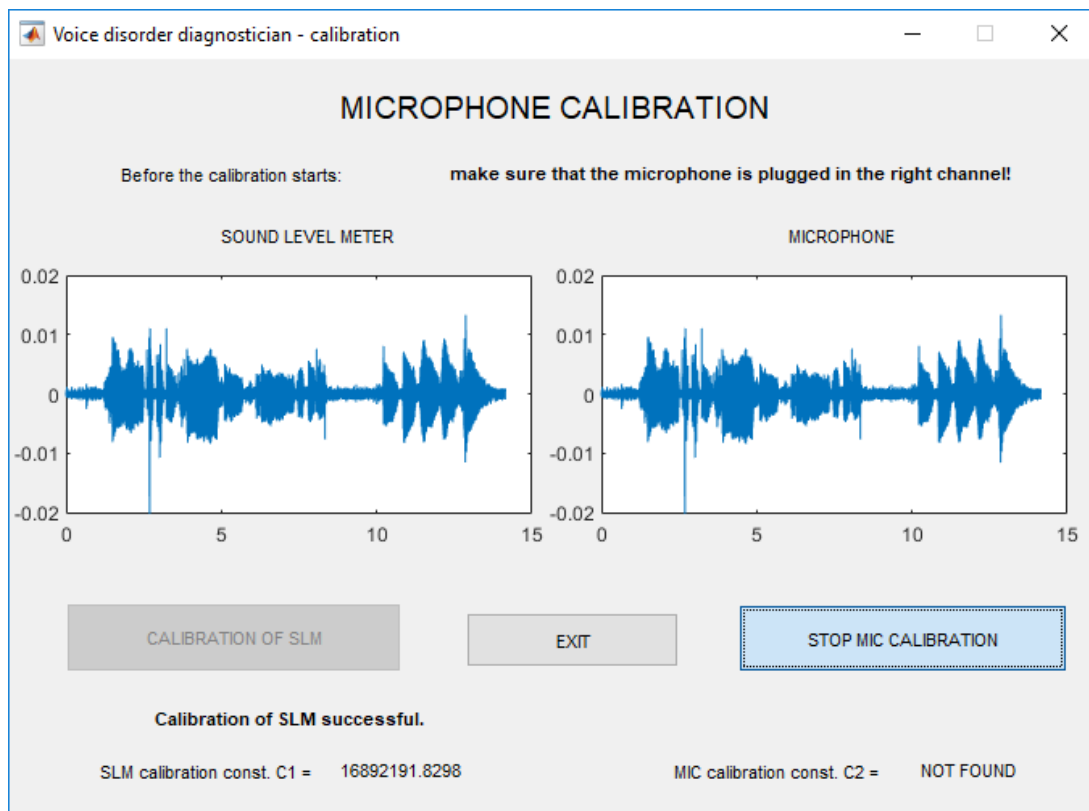 Voice disorder diagnostician - calibration
MICROPHONE CALIBRATION
Before the calibration starts: make sure that the microphone is plugged in the right channel!
SOUND LEVEL METER
0.02
0.01
0
-0.01
-0.02
0 5 10 15
MICROPHONE
0.02
0.01
0
-0.01
-0.02
0 5 10 15
CALIBRATION OF SLM
EXIT
STOP MIC CALIBRATION
Calibration of SLM successful.
SLM calibration const. C1 = 16892191.8298
MIC calibration const. C2 = NOT FOUND